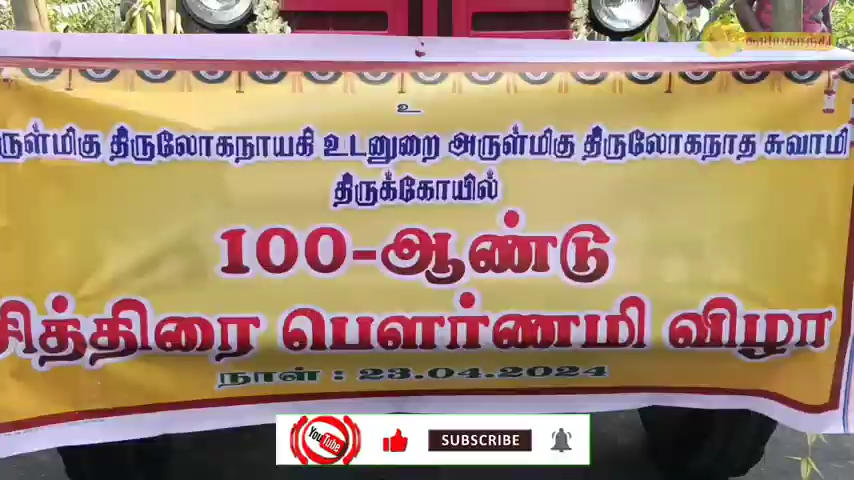 உ
ருள்மிகு திருலோகநாயகி உடனுறை அருள்மிகு திருலோகநாத சுவாமி
திருக்கோயில்
100-ஆண்டு
சித்திரை பௌர்ணமி விழா
நாள் : 23.04.2024
YouTube
SUBSCRIBE